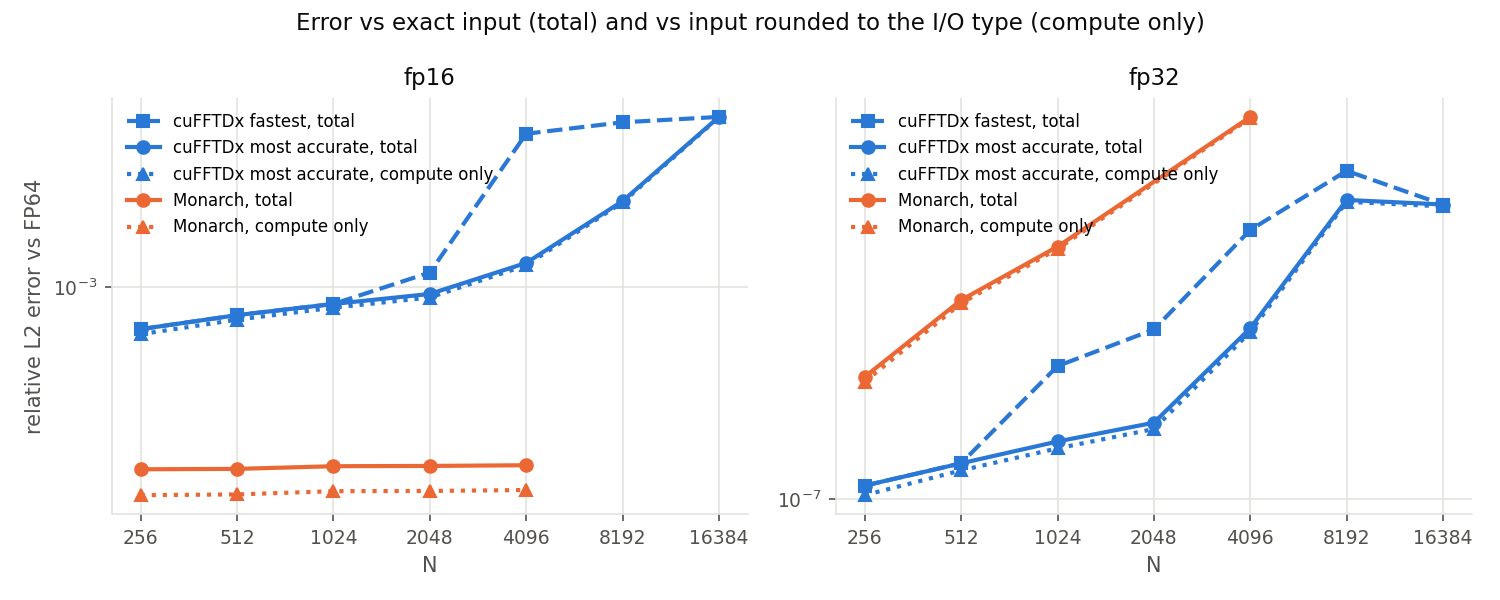 Error vs exact input (total) and vs input rounded to the I/O type (compute only)
fp16
cuFFTDx fastest, total
cuFFTDx most accurate, total
cuFFTDx most accurate, compute only
Monarch, total
Monarch, compute only
relative L2 error vs FP64
10⁻³
256 512 1024 2048 4096 8192 16384
N
fp32
cuFFTDx fastest, total
cuFFTDx most accurate, total
cuFFTDx most accurate, compute only
Monarch, total
Monarch, compute only
10⁻⁷
256 512 1024 2048 4096 8192 16384
N